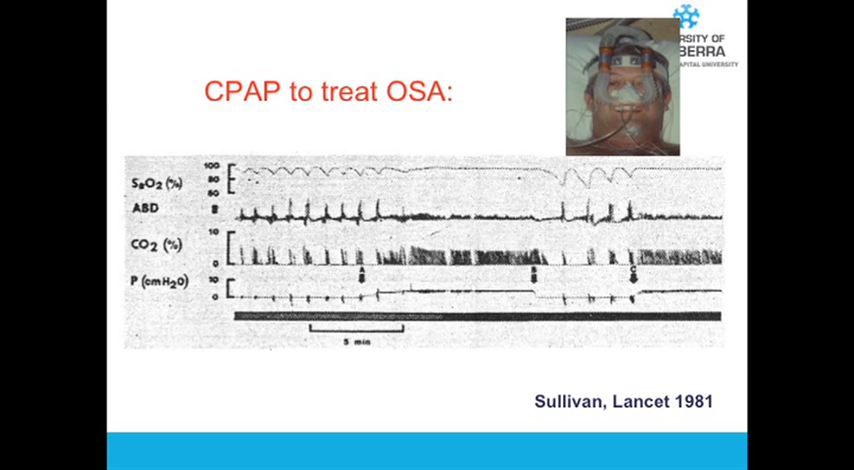 RSITY OF
BERRA
APITAL UNIVERSITY
CPAP to treat OSA:
100
80
60
SaO2 (%)
ABD
10
CO2 (%)
0
A
B
C
10
P (cmH2O)
0
5 min
Sullivan, Lancet 1981